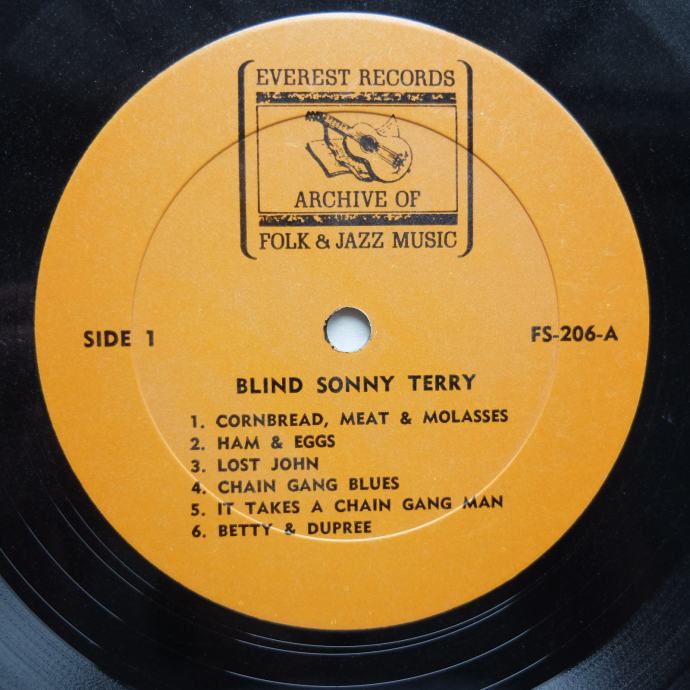 EVEREST RECORDS
ARCHIVE OF
FOLK & JAZZ MUSIC
SIDE 1
FS-206-A
BLIND SONNY TERRY
1. CORNBREAD, MEAT & MOLASSES
2. HAM & EGGS
3. LOST JOHN
4. CHAIN GANG BLUES
5. IT TAKES A CHAIN GANG MAN
6. BETTY & DUPREE